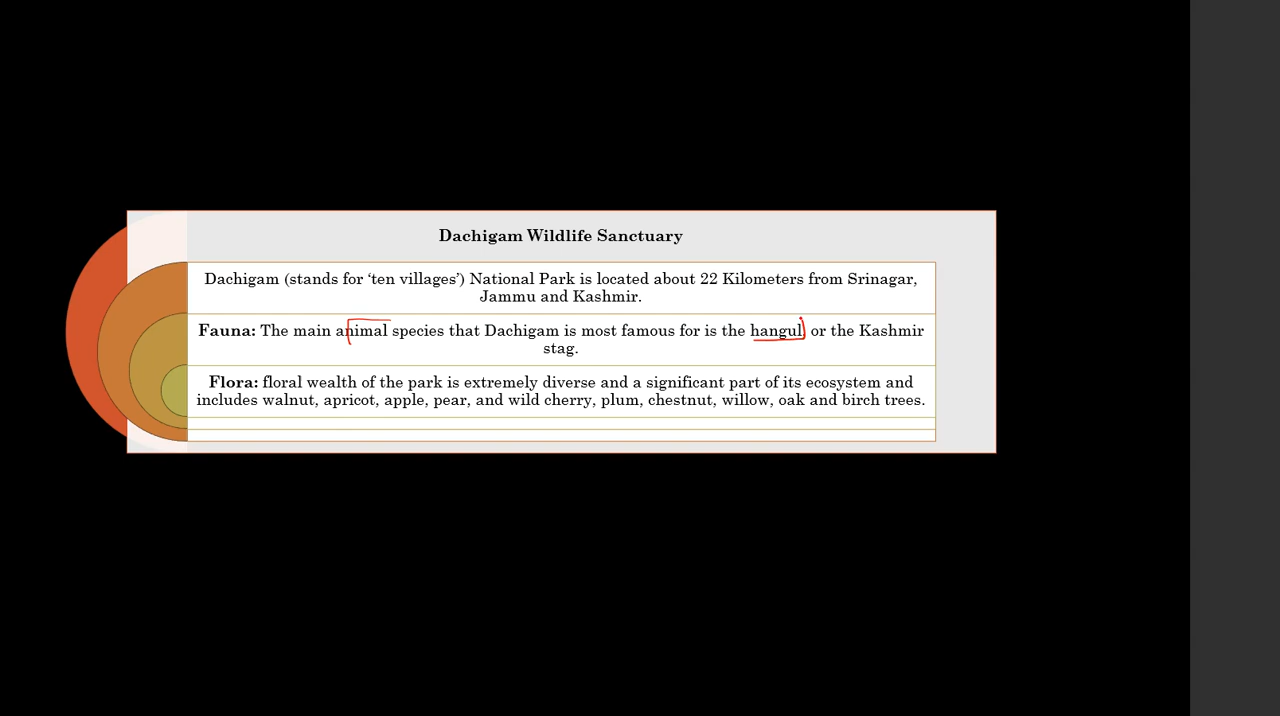 Dachigam Wildlife Sanctuary
Dachigam (stands for ‘ten villages’) National Park is located about 22 Kilometers from Srinagar,
Jammu and Kashmir.
Fauna: The main animal species that Dachigam is most famous for is the hangul, or the Kashmir
stag.
Flora: floral wealth of the park is extremely diverse and a significant part of its ecosystem and
includes walnut, apricot, apple, pear, and wild cherry, plum, chestnut, willow, oak and birch trees.